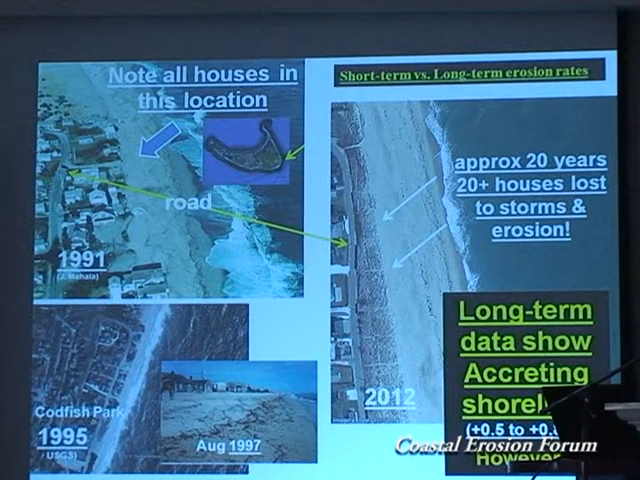 Note all houses in
this location
road
1991
(J. Mahala)
Codfish Park
1995
(USGS)
Aug 1997
Short-term vs. Long-term erosion rates
approx 20 years
20+ houses lost
to storms &
erosion!
2012
Long-term
data show
Accreting
(+0.5 to
However
Coastal Erosion Forum